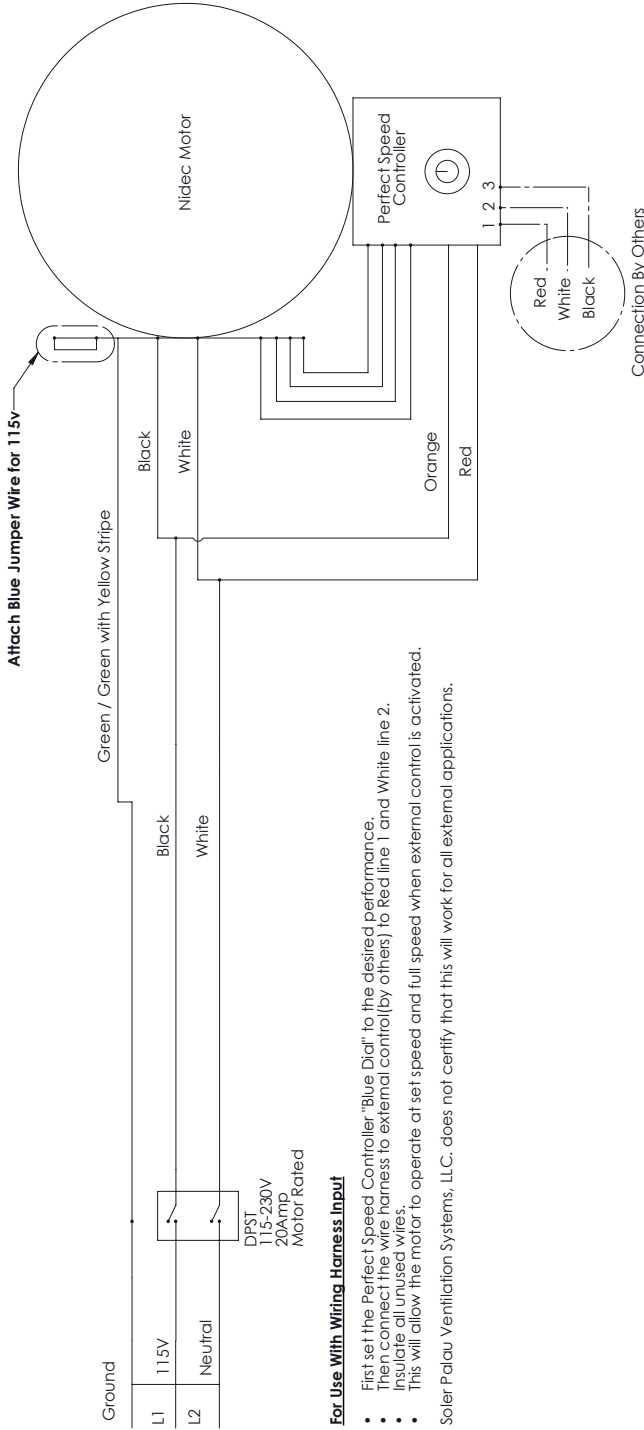 Attach Blue Jumper Wire for 115v
Green / Green with Yellow Stripe
Nidec Motor
Black
White
Ground
L1
115V
Black
L2
Neutral
White
DPST
115-230V
20Amp
Motor Rated
Orange
Red
Perfect Speed
Controller
1 2 3
Red
White
Black
Connection By Others
For Use With Wiring Harness Input
• First set the Perfect Speed Controller "Blue Dial" to the desired performance.
• Then connect the wire harness to external control(by others) to Red line 1 and White line 2.
• Insulate all unused wires.
• This will allow the motor to operate at set speed and full speed when external control is activated.
Soler Palau Ventilation Systems, LLC. does not certify that this will work for all external applications.